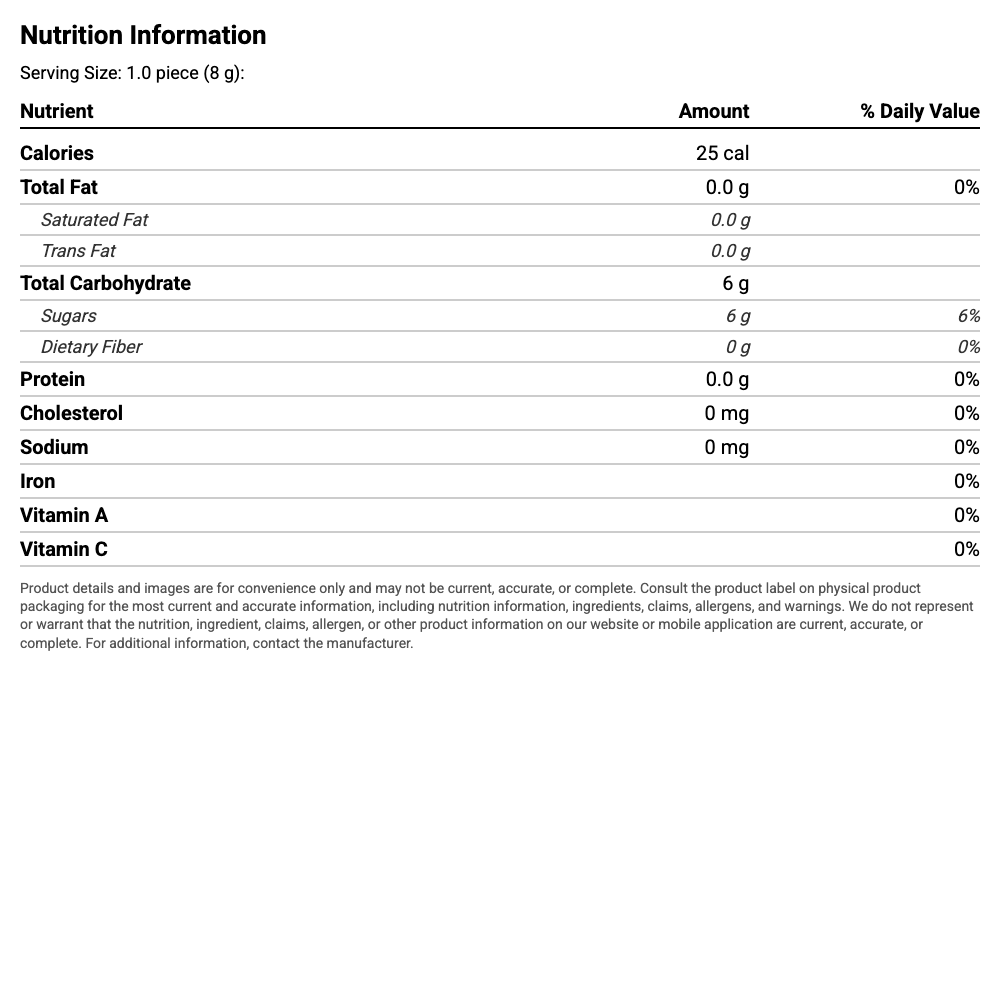 Nutrition Information
Serving Size: 1.0 piece (8 g):
Nutrient Amount % Daily Value
Calories 25 cal
Total Fat 0.0 g 0%
Saturated Fat 0.0 g
Trans Fat 0.0 g
Total Carbohydrate 6 g
Sugars 6 g 6%
Dietary Fiber 0 g 0%
Protein 0.0 g 0%
Cholesterol 0 mg 0%
Sodium 0 mg 0%
Iron 0%
Vitamin A 0%
Vitamin C 0%
Product details and images are for convenience only and may not be current, accurate, or complete. Consult the product label on physical product
packaging for the most current and accurate information, including nutrition information, ingredients, claims, allergens, and warnings. We do not represent
or warrant that the nutrition, ingredient, claims, allergen, or other product information on our website or mobile application are current, accurate, or
complete. For additional information, contact the manufacturer.